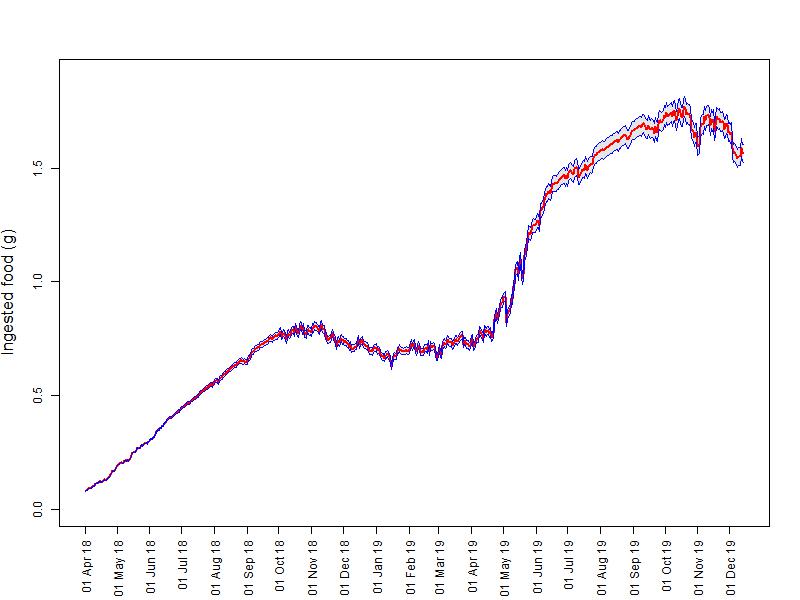 Ingested food (g)
1.5
1.0
0.5
0.0
01 Apr 18
01 May 18
01 Jun 18
01 Jul 18
01 Aug 18
01 Sep 18
01 Oct 18
01 Nov 18
01 Dec 18
01 Jan 19
01 Feb 19
01 Mar 19
01 Apr 19
01 May 19
01 Jun 19
01 Jul 19
01 Aug 19
01 Sep 19
01 Oct 19
01 Nov 19
01 Dec 19